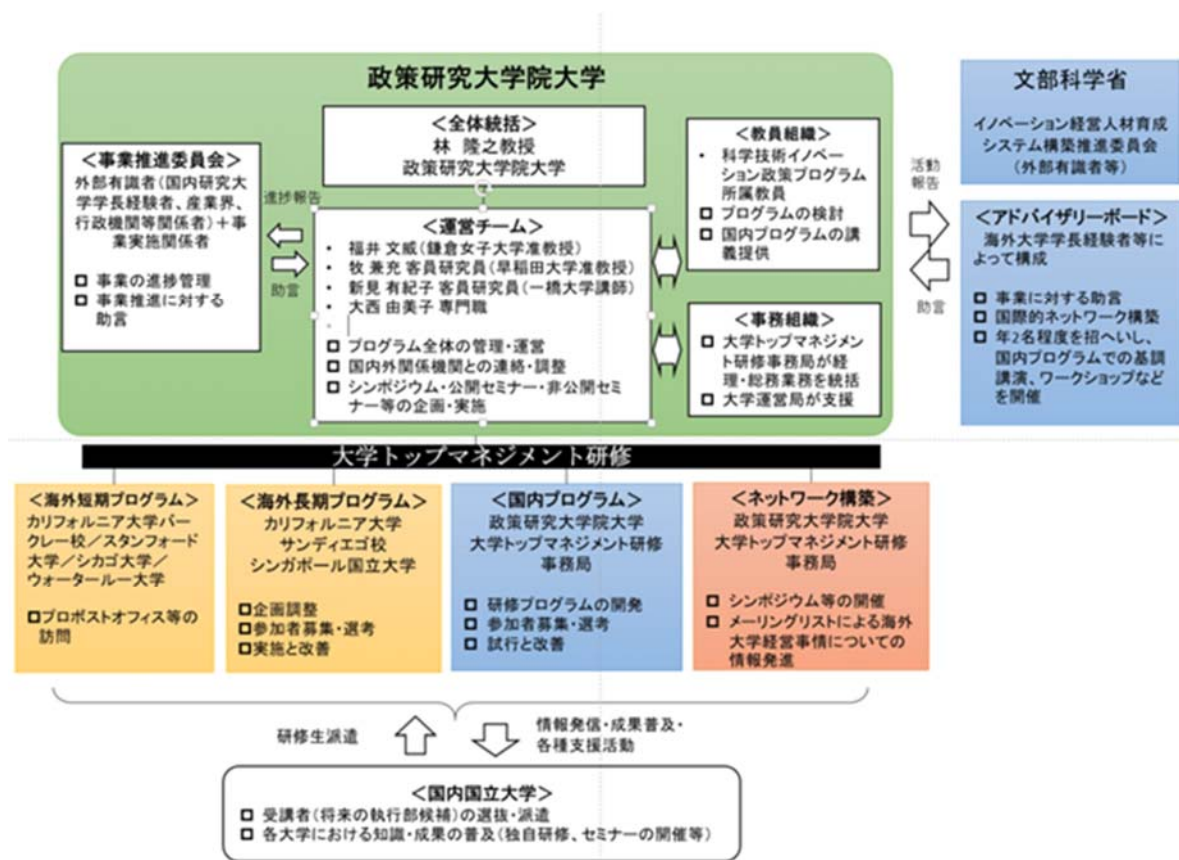 政策研究大学院大学
＜全体統括＞
林 隆之教授
政策研究大学院大学
＜事業推進委員会＞
外部有識者(国内研究大
学学長経験者、産業界、
行政機関等関係者)＋事
業実施関係者
事業の進捗管理
事業推進に対する
助言
進捗報告
助言
＜運営チーム＞
・ 福井 文威(鎌倉女子大学准教授)
・ 牧 兼充 客員研究員(早稲田大学准教授)
・ 新見 有紀子 客員研究員(一橋大学講師)
・ 大西 由美子 専門職
プログラム全体の管理・運営
国内外関係機関との連絡・調整
シンポジウム・公開セミナー・非公開セミ
ナー等の企画・実施
＜教員組織＞
・ 科学技術イノベー
ション政策プログラム
所属教員
プログラムの検討
国内プログラムの講
義提供
＜事務組織＞
大学トップマネジメン
ト研修事務局が経
理・総務業務を統括
大学運営局が支援
活動
報告
助言
文部科学省
イノベーション経営人材育成
システム構築推進委員会
(外部有識者等)
＜アドバイザリーボード＞
海外大学学長経験者等に
よって構成
事業に対する助言
国際的ネットワーク構築
年2名程度を招へいし、
国内プログラムでの基調
講演、ワークショップなど
を開催
大学トップマネジメント研修
＜海外短期プログラム＞
カリフォルニア大学バー
クレー校／スタンフォード
大学／シカゴ大学／
ウォータールー大学
プロボストオフィス等の
訪問
＜海外長期プログラム＞
カリフォルニア大学
サンディエゴ校
シンガポール国立大学
企画調整
参加者募集・選考
実施と改善
＜国内プログラム＞
政策研究大学院大学
大学トップマネジメント研修
事務局
研修プログラムの開発
参加者募集・選考
試行と改善
＜ネットワーク構築＞
政策研究大学院大学
大学トップマネジメント研修
事務局
シンポジウム等の開催
メーリングリストによる海外
大学経営事情についての
情報発進
研修生派遣
情報発信・成果普及・
各種支援活動
＜国内国立大学＞
受講者(将来の執行部候補)の選抜・派遣
各大学における知識・成果の普及(独自研修、セミナーの開催等)